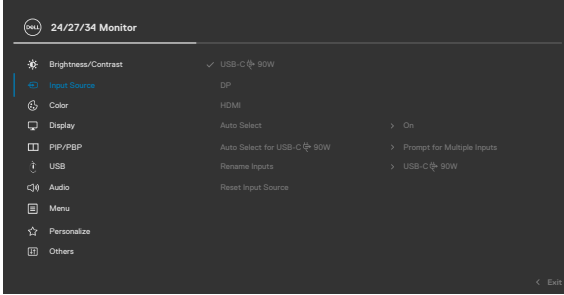 DELL 24/27/34 Monitor
Brightness/Contrast ✓ USB-C 90W
Input Source DP
Color HDMI
Display Auto Select > On
PIP/PBP Auto Select for USB-C 90W > Prompt for Multiple Inputs
USB Rename Inputs > USB-C 90W
Audio Reset Input Source
Menu
Personalize
Others
< Exit